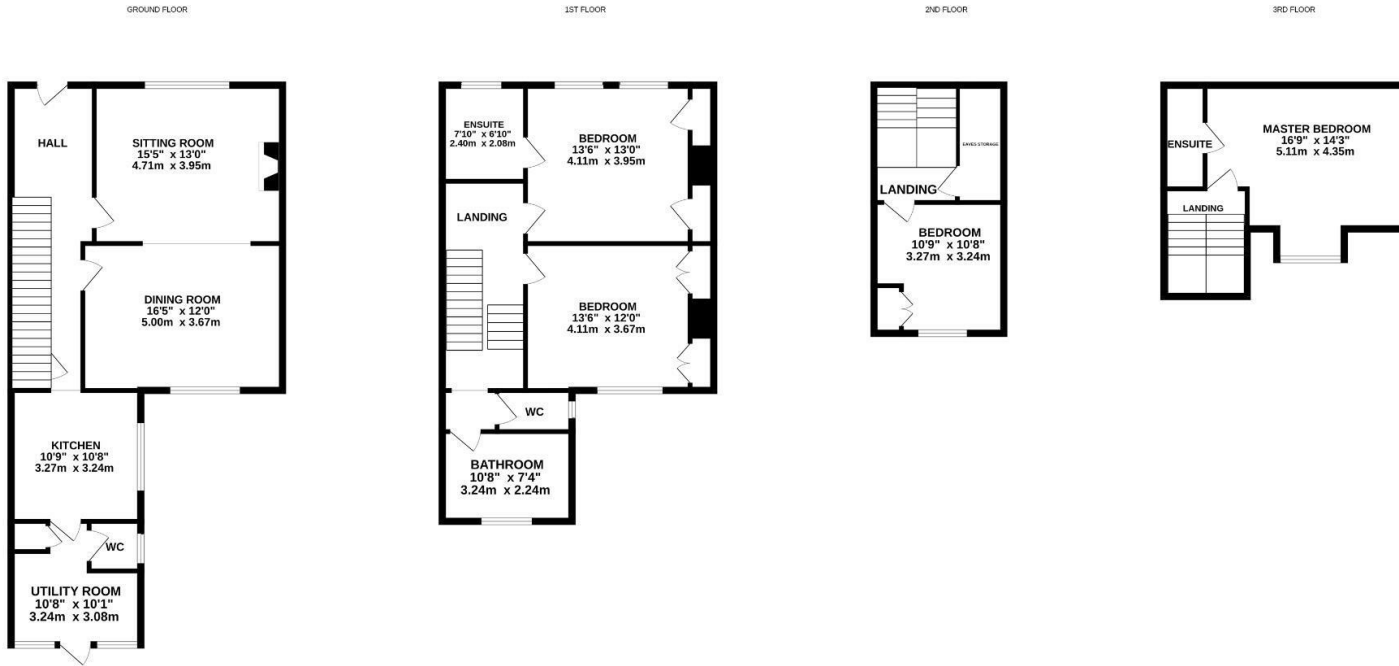 GROUND FLOOR
HALL
SITTING ROOM
15'5" x 13'0"
4.71m x 3.95m
DINING ROOM
16'5" x 12'0"
5.00m x 3.67m
KITCHEN
10'9" x 10'8"
3.27m x 3.24m
WC
UTILITY ROOM
10'8" x 10'1"
3.24m x 3.08m
1ST FLOOR
ENSUITE
7'10" x 6'10"
2.40m x 2.08m
BEDROOM
13'6" x 13'0"
4.11m x 3.95m
LANDING
BEDROOM
13'6" x 12'0"
4.11m x 3.67m
WC
BATHROOM
10'8" x 7'4"
3.24m x 2.24m
2ND FLOOR
EAVES STORAGE
LANDING
BEDROOM
10'9" x 10'8"
3.27m x 3.24m
3RD FLOOR
MASTER BEDROOM
16'9" x 14'3"
5.11m x 4.35m
ENSUITE
LANDING